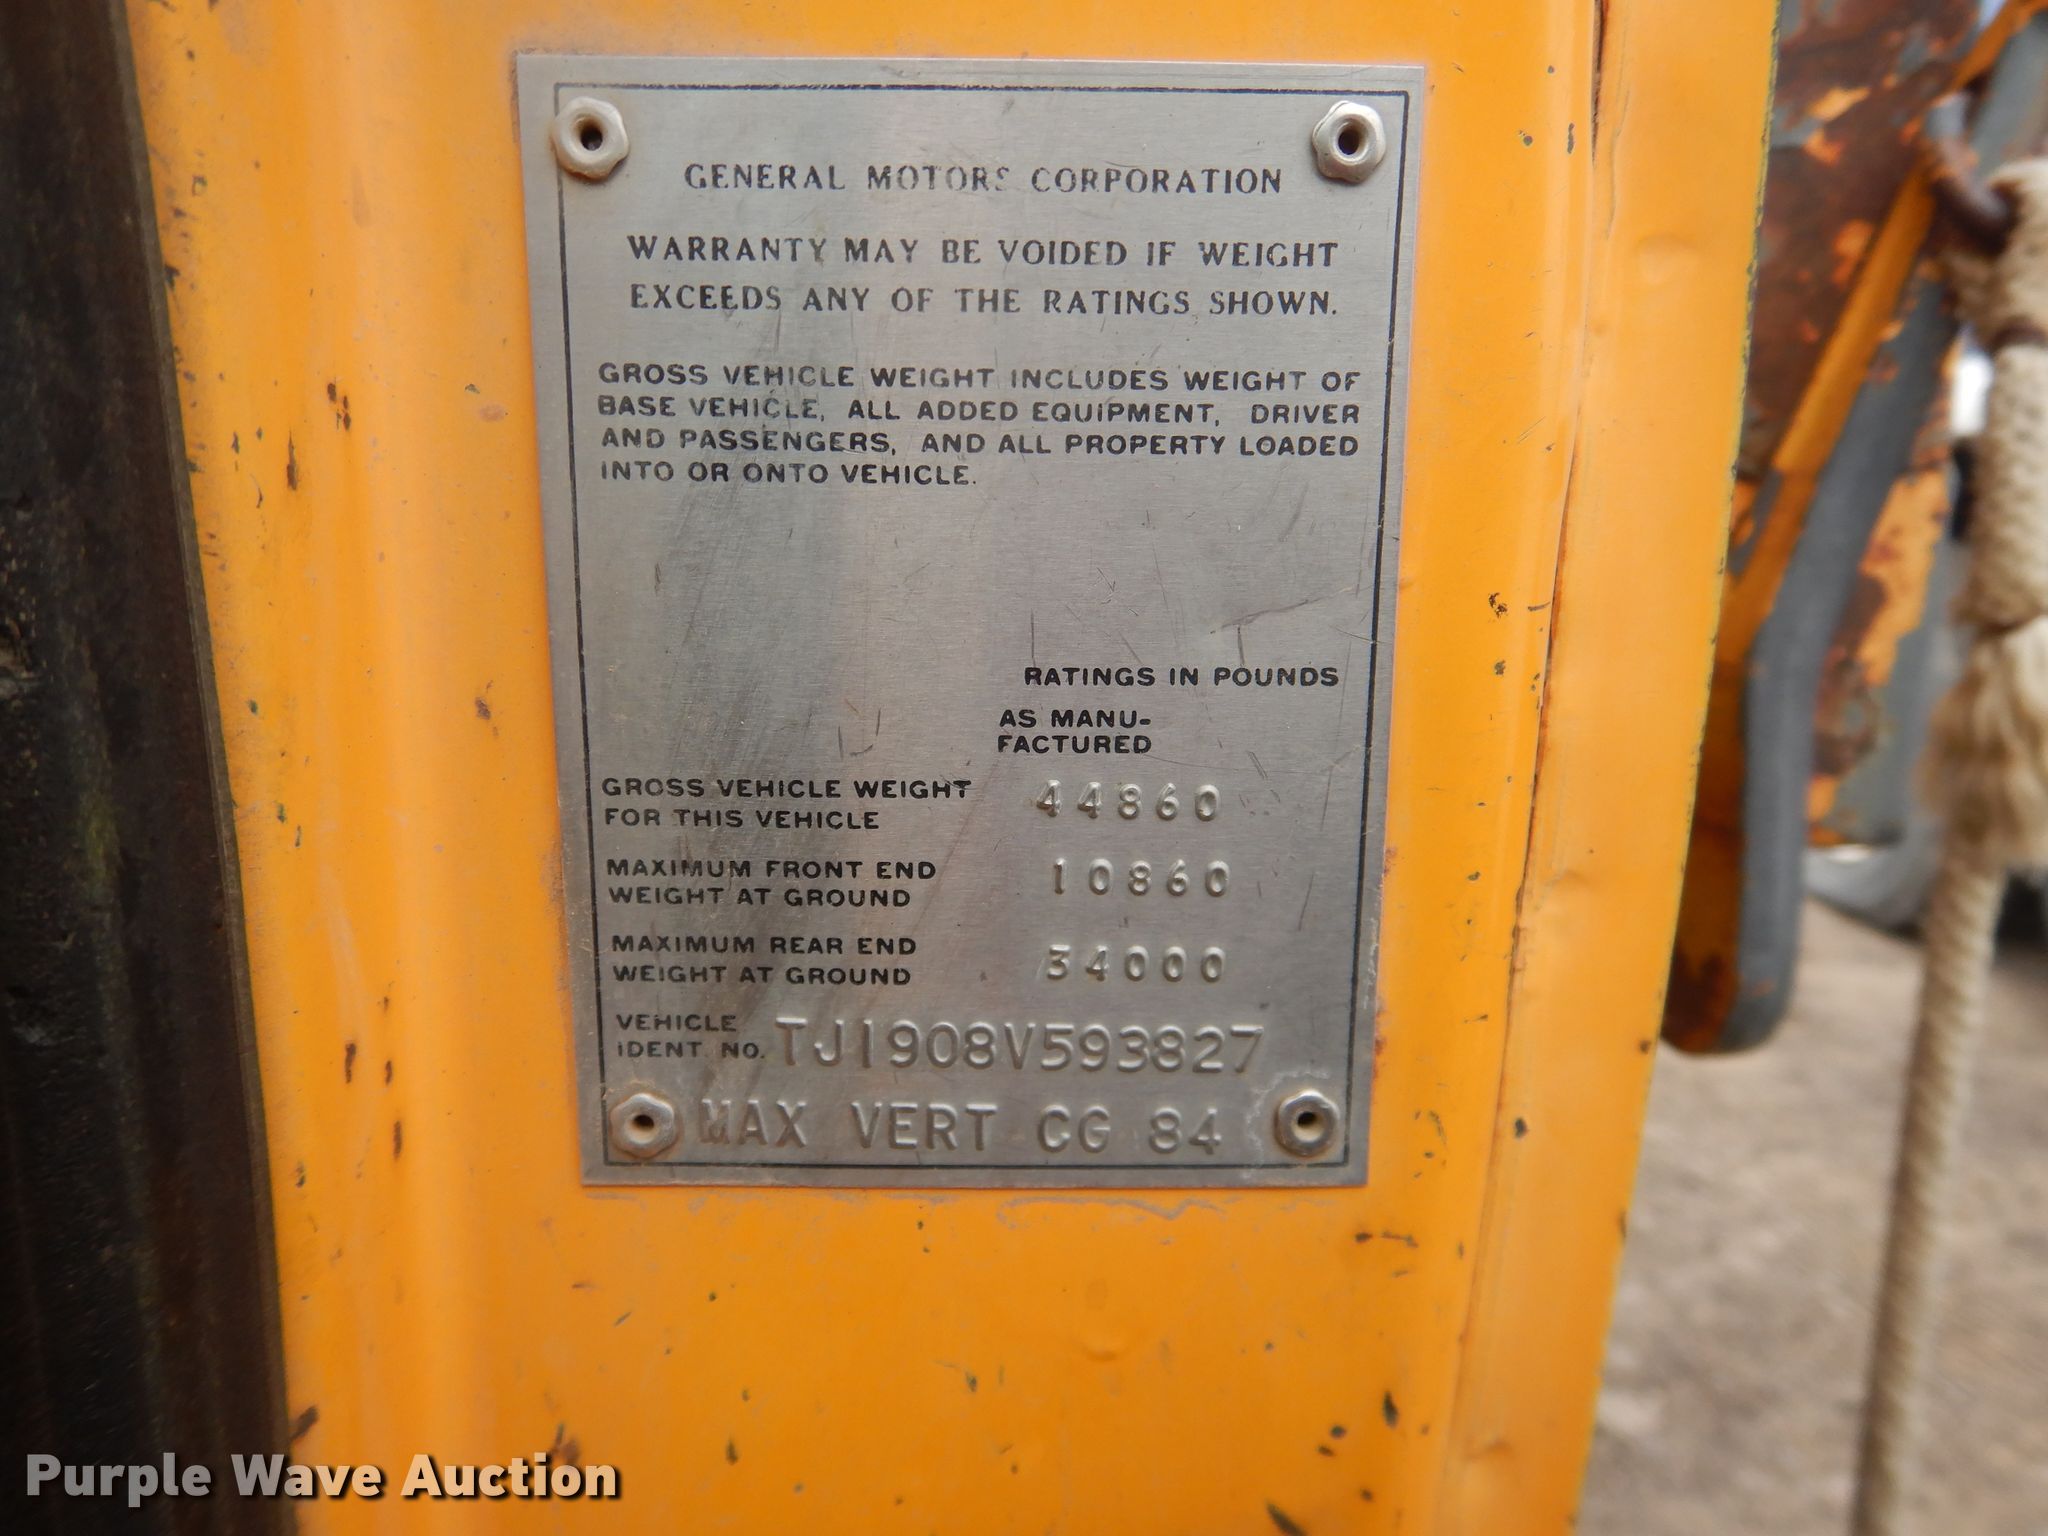 GENERAL MOTORS CORPORATION
WARRANTY MAY BE VOIDED IF WEIGHT
EXCEEDS ANY OF THE RATINGS SHOWN.
GROSS VEHICLE WEIGHT INCLUDES WEIGHT OF
BASE VEHICLE, ALL ADDED EQUIPMENT, DRIVER
AND PASSENGERS, AND ALL PROPERTY LOADED
INTO OR ONTO VEHICLE.
RATINGS IN POUNDS
AS MANU-
FACTURED
GROSS VEHICLE WEIGHT
FOR THIS VEHICLE 44860
MAXIMUM FRONT END
WEIGHT AT GROUND 10860
MAXIMUM REAR END
WEIGHT AT GROUND 34000
VEHICLE
IDENT. NO. TJ1908V593827
MAX VERT CG 84
Purple Wave Auction